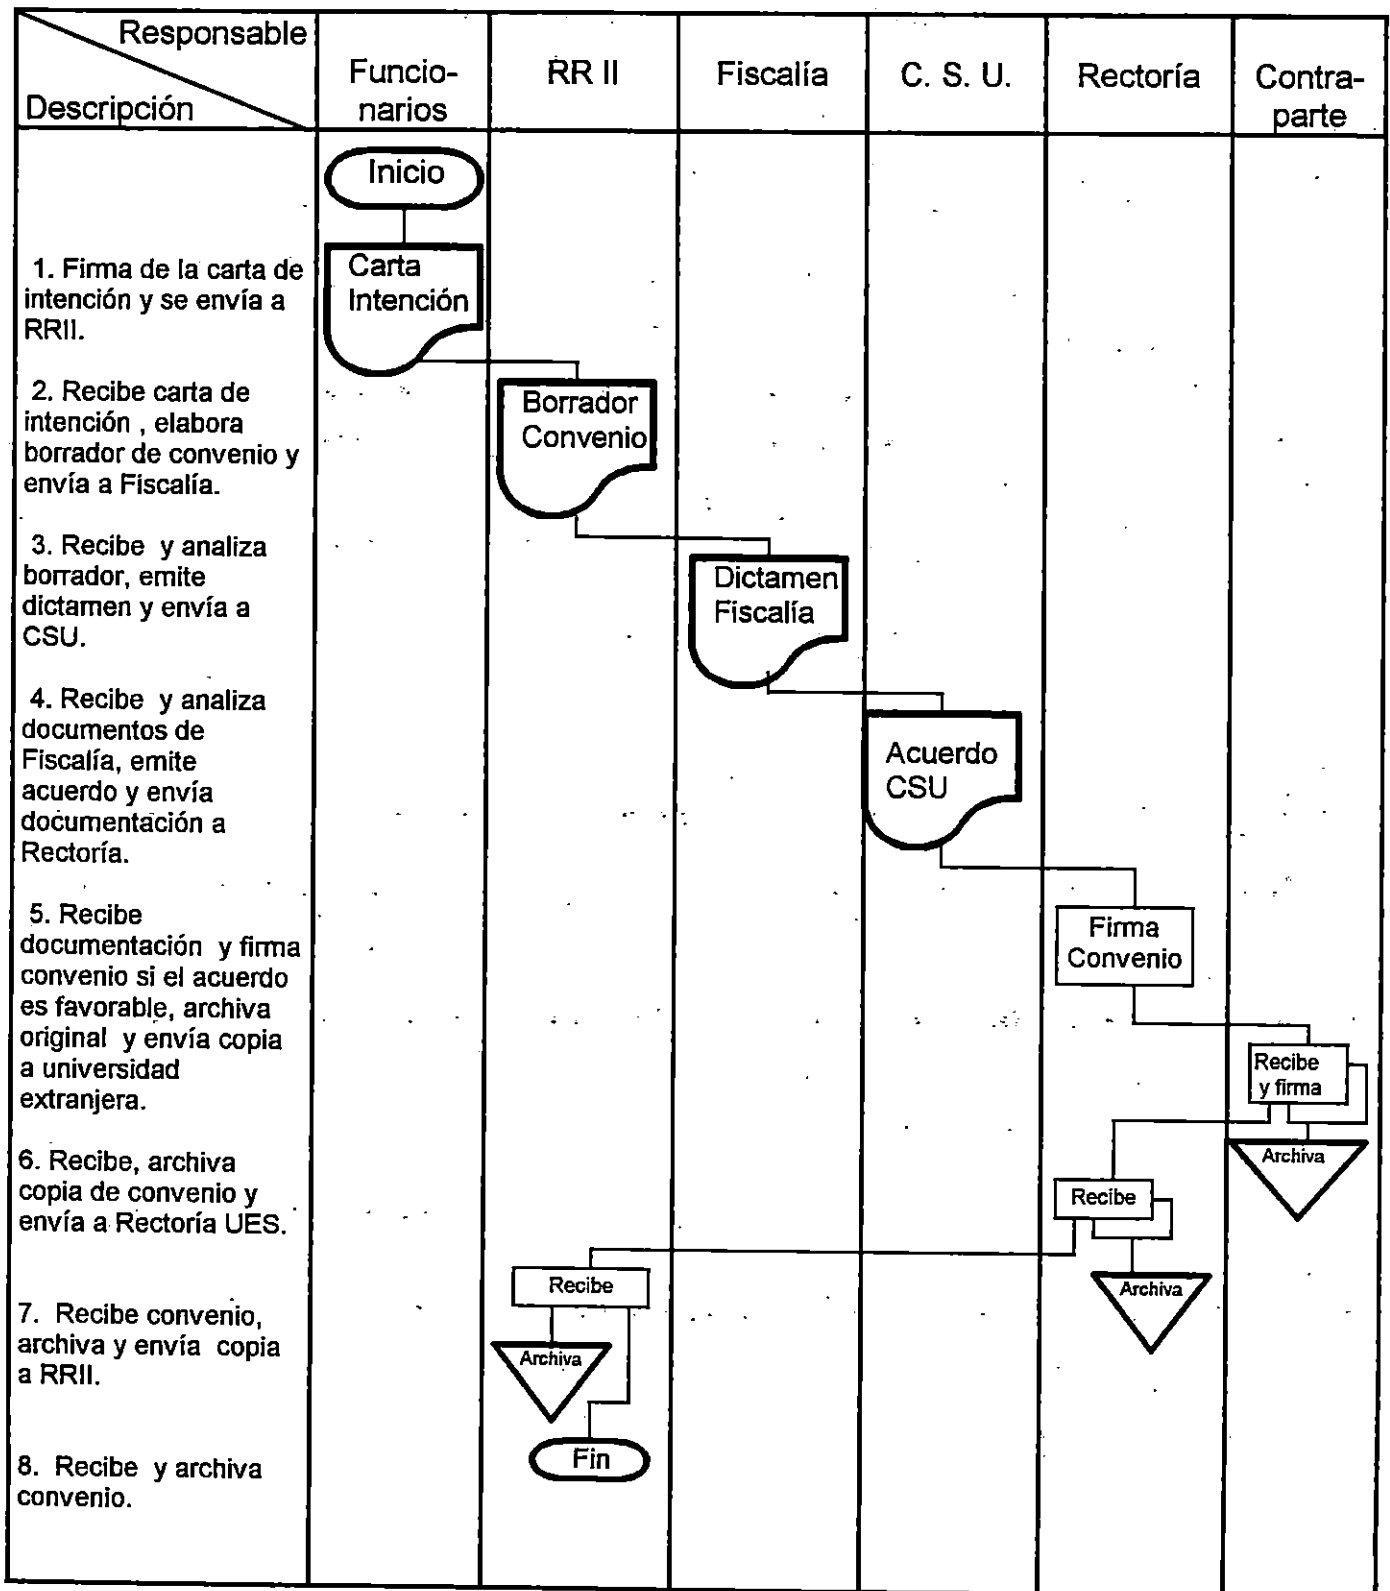 Responsable
Descripción
Funcio-
narios
RR II
Fiscalía
C. S. U.
Rectoría
Contra-
parte
Inicio
1. Firma de la carta de
intención y se envía a
RRII.
Carta
Intención
2. Recibe carta de
intención , elabora
borrador de convenio y
envía a Fiscalía.
Borrador
Convenio
3. Recibe y analiza
borrador, emite
dictamen y envía a
CSU.
Dictamen
Fiscalía
4. Recibe y analiza
documentos de
Fiscalía, emite
acuerdo y envía
documentación a
Rectoría.
Acuerdo
CSU
5. Recibe
documentación y firma
convenio si el acuerdo
es favorable, archiva
original y envía copia
a universidad
extranjera.
Firma
Convenio
Recibe
y firma
Archiva
6. Recibe, archiva
copia de convenio y
envía a Rectoría UES.
Recibe
Archiva
7. Recibe convenio,
archiva y envía copia
a RRII.
Recibe
Archiva
8. Recibe y archiva
convenio.
Fin